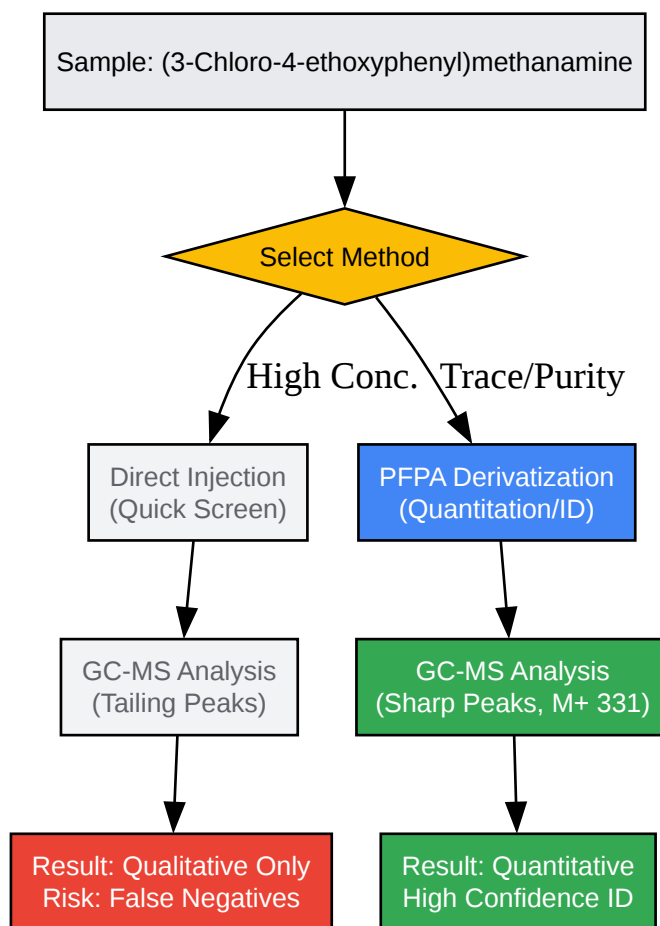 Sample: (3-Chloro-4-ethoxyphenyl)methanamine
Select Method
High Conc.
Trace/Purity
Direct Injection
(Quick Screen)
PFPA Derivatization
(Quantitation/ID)
GC-MS Analysis
(Tailing Peaks)
GC-MS Analysis
(Sharp Peaks, M+ 331)
Result: Qualitative Only
Risk: False Negatives
Result: Quantitative
High Confidence ID